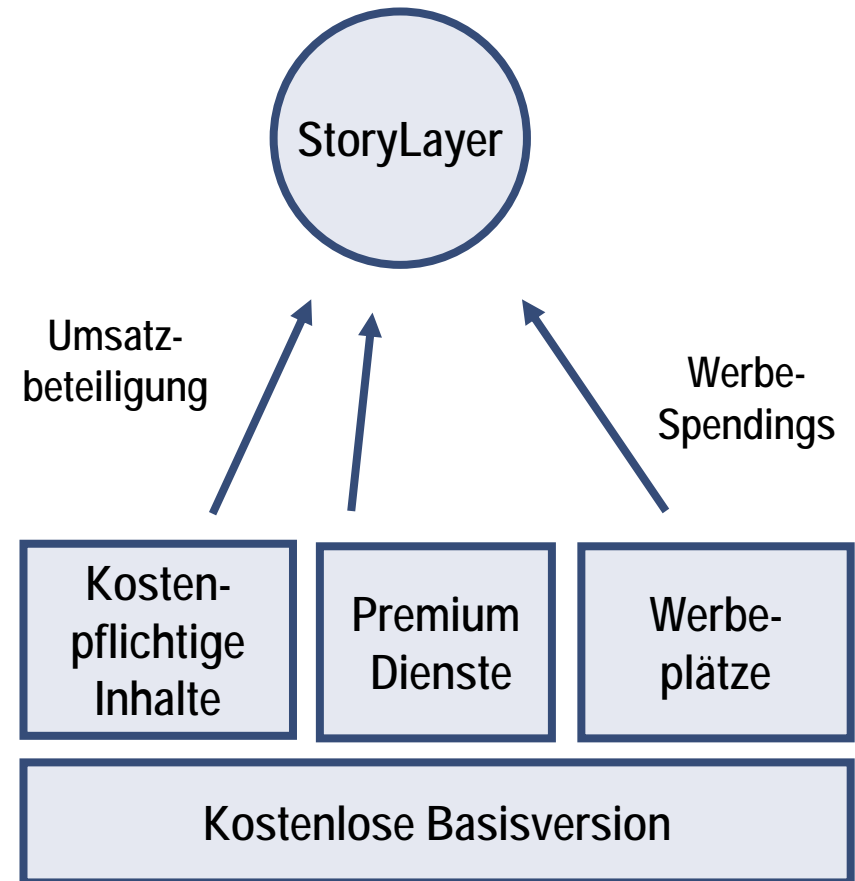 StoryLayer
Umsatz-
beteiligung
Werbe-
Spendings
Kosten-
pflichtige
Inhalte
Premium
Dienste
Werbe-
plätze
Kostenlose Basisversion